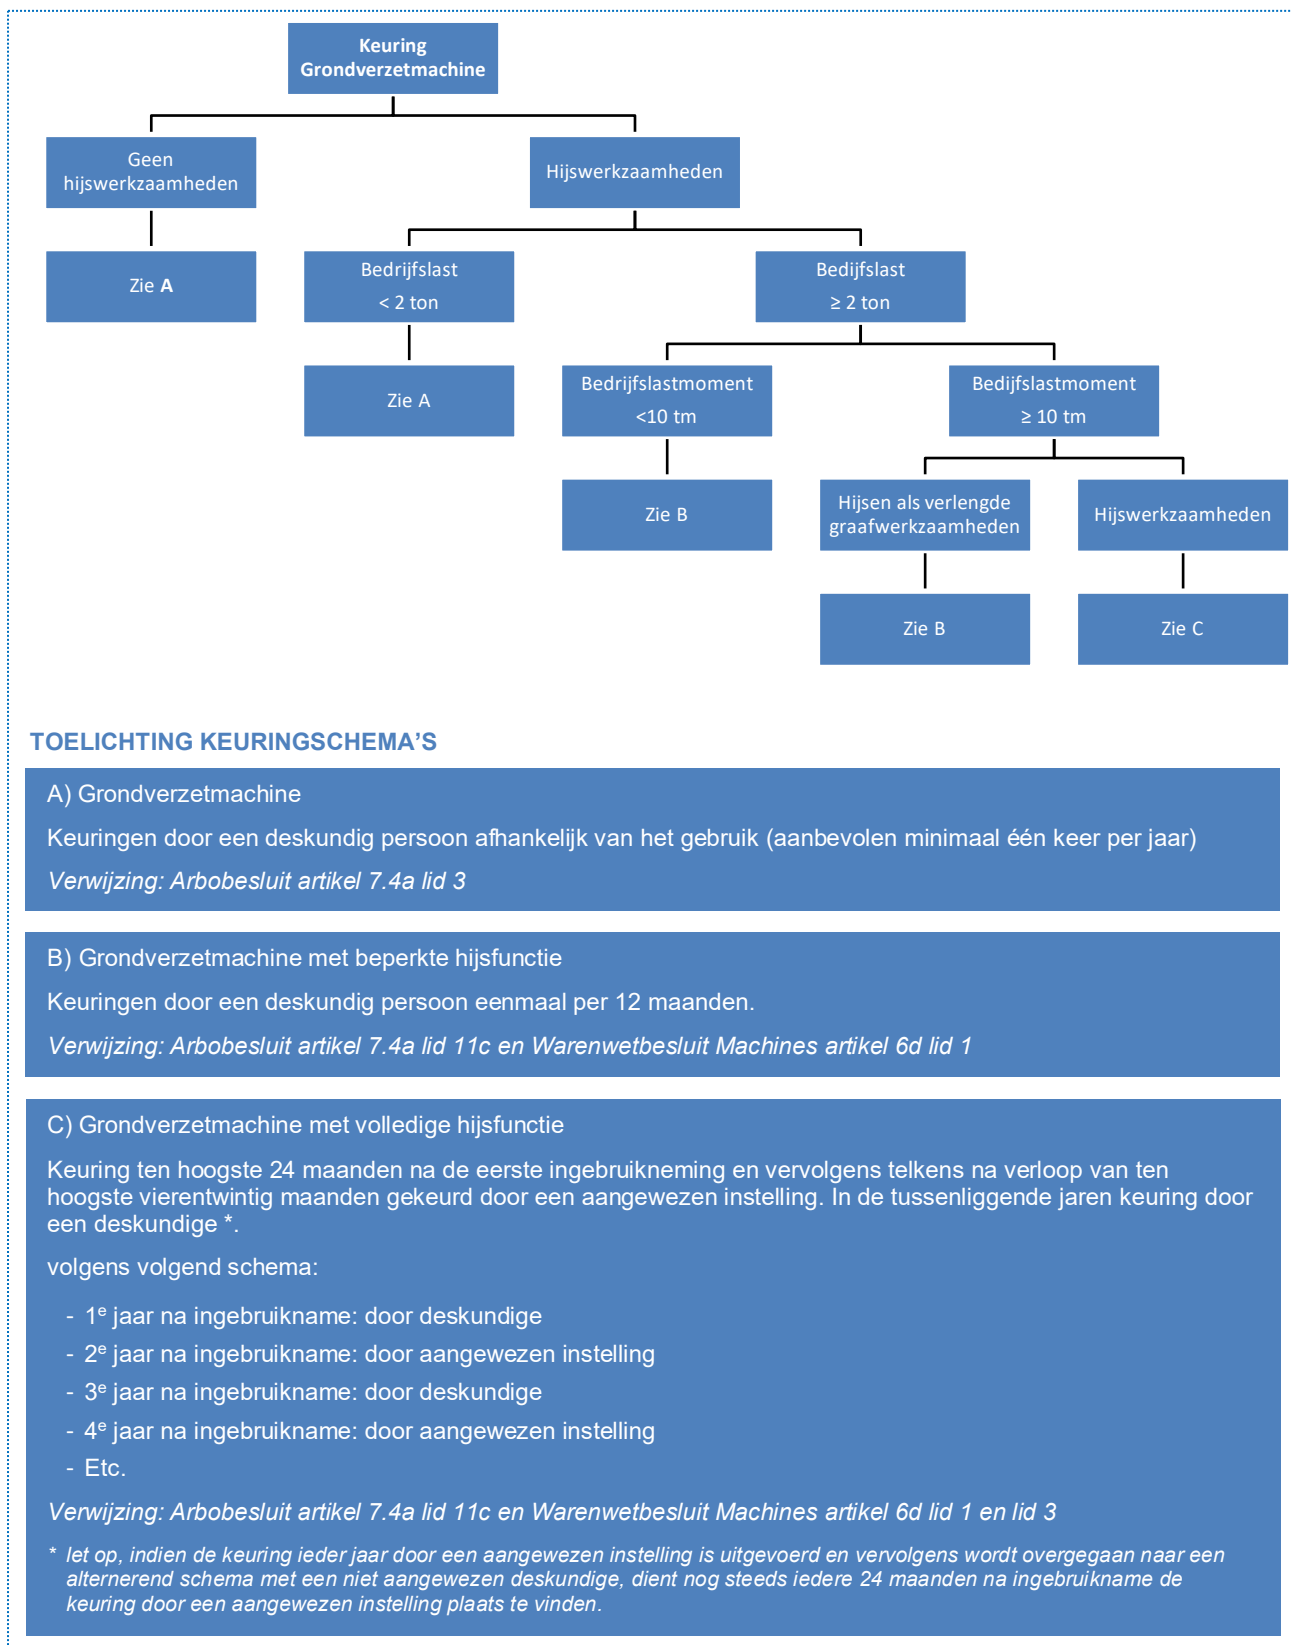 Keuring
Grondverzetmachine
Geen
hijswerkzaamheden
Hijswerkzaamheden
Zie A
Bedrijfslast
< 2 ton
Bedijfslast
≥ 2 ton
Zie A
Bedrijfslastmoment
<10 tm
Bedijfslastmoment
≥ 10 tm
Zie B
Hijsen als verlengde
graafwerkzaamheden
Hijswerkzaamheden
Zie B
Zie C
TOELICHTING KEURINGSCHEMA’S
A) Grondverzetmachine
Keuringen door een deskundig persoon afhankelijk van het gebruik (aanbevolen minimaal één keer per jaar)
Verwijzing: Arbobesluit artikel 7.4a lid 3
B) Grondverzetmachine met beperkte hijsfunctie
Keuringen door een deskundig persoon eenmaal per 12 maanden.
Verwijzing: Arbobesluit artikel 7.4a lid 11c en Warenwetbesluit Machines artikel 6d lid 1
C) Grondverzetmachine met volledige hijsfunctie
Keuring ten hoogste 24 maanden na de eerste ingebruikneming en vervolgens telkens na verloop van ten
hoogste vierentwintig maanden gekeurd door een aangewezen instelling. In de tussenliggende jaren keuring door
een deskundige *.
volgens volgend schema:
- 1e jaar na ingebruikname: door deskundige
- 2e jaar na ingebruikname: door aangewezen instelling
- 3e jaar na ingebruikname: door deskundige
- 4e jaar na ingebruikname: door aangewezen instelling
- Etc.
Verwijzing: Arbobesluit artikel 7.4a lid 11c en Warenwetbesluit Machines artikel 6d lid 1 en lid 3
* let op, indien de keuring ieder jaar door een aangewezen instelling is uitgevoerd en vervolgens wordt overgegaan naar een
alternerend schema met een niet aangewezen deskundige, dient nog steeds iedere 24 maanden na ingebruikname de
keuring door een aangewezen instelling plaats te vinden.